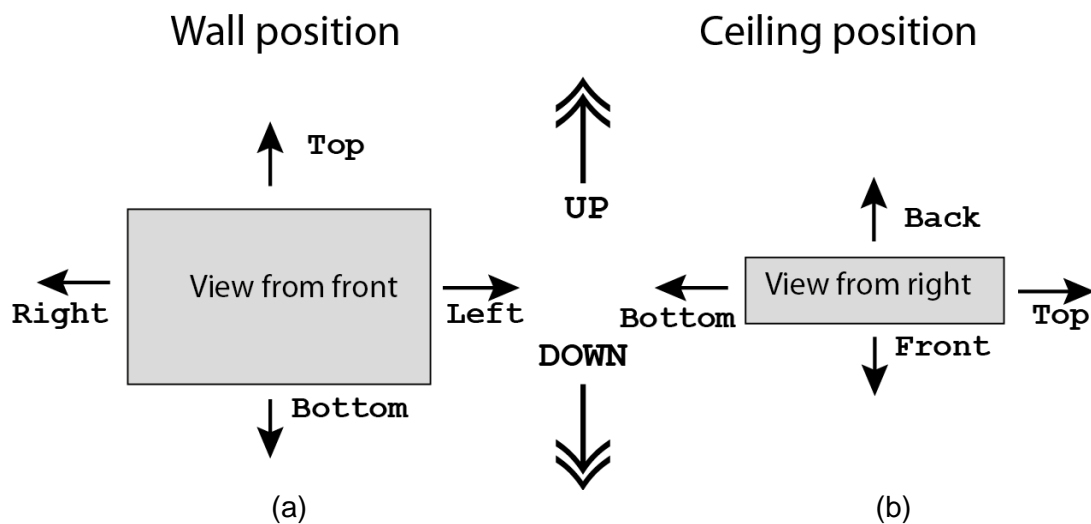 Wall position
Ceiling position
Top
UP
Back
View from front
View from right
Right
Left
Bottom
Top
DOWN
Front
Bottom
(a)
(b)